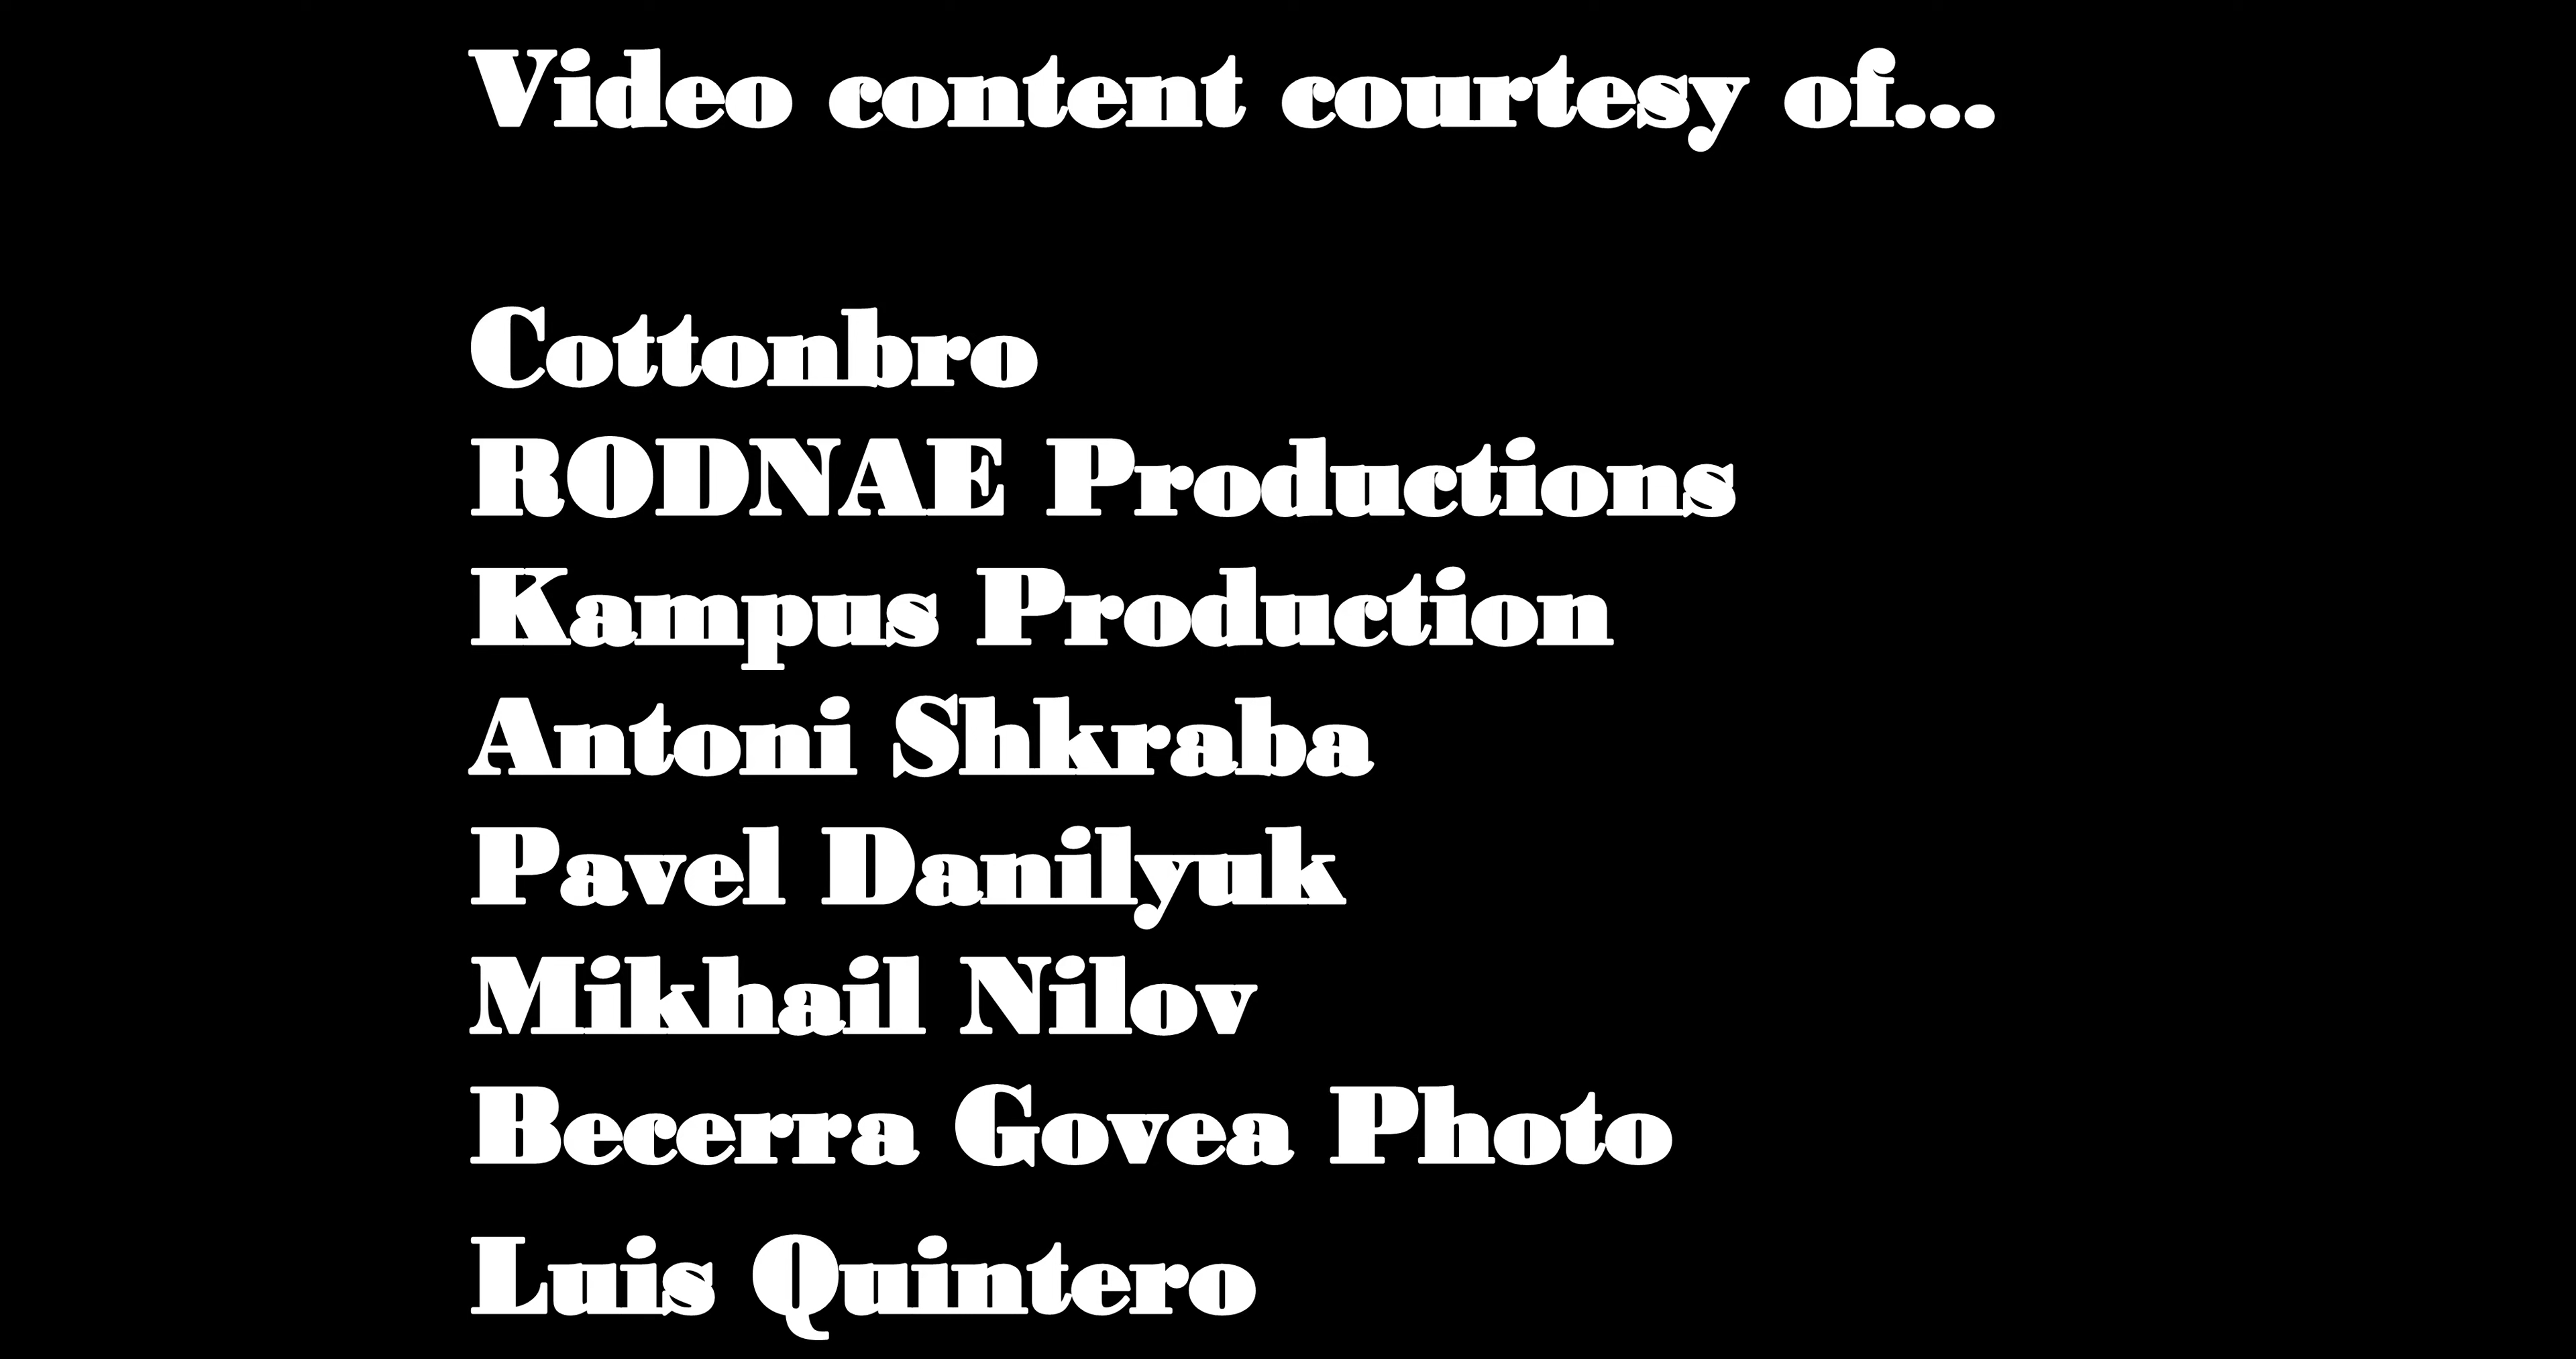 Video content courtesy of...
Cottonbro
RODNAE Productions
Kampus Production
Antoni Shkraba
Pavel Danilyuk
Mikhail Nilov
Becerra Govea Photo
Luis Quintero